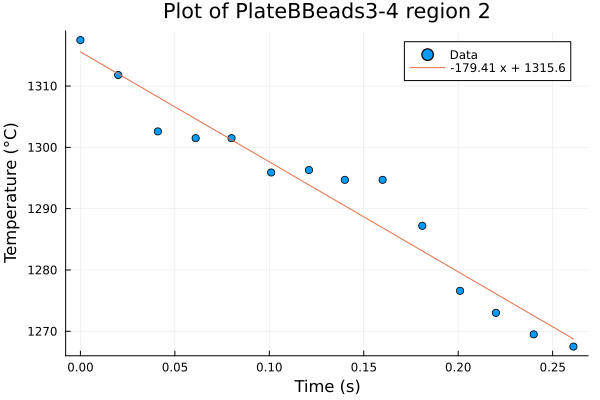 Plot of PlateBBeads3-4 region 2
Data
-179.41 x + 1315.6
Temperature (°C)
1310
1300
1290
1280
1270
0.00 0.05 0.10 0.15 0.20 0.25
Time (s)